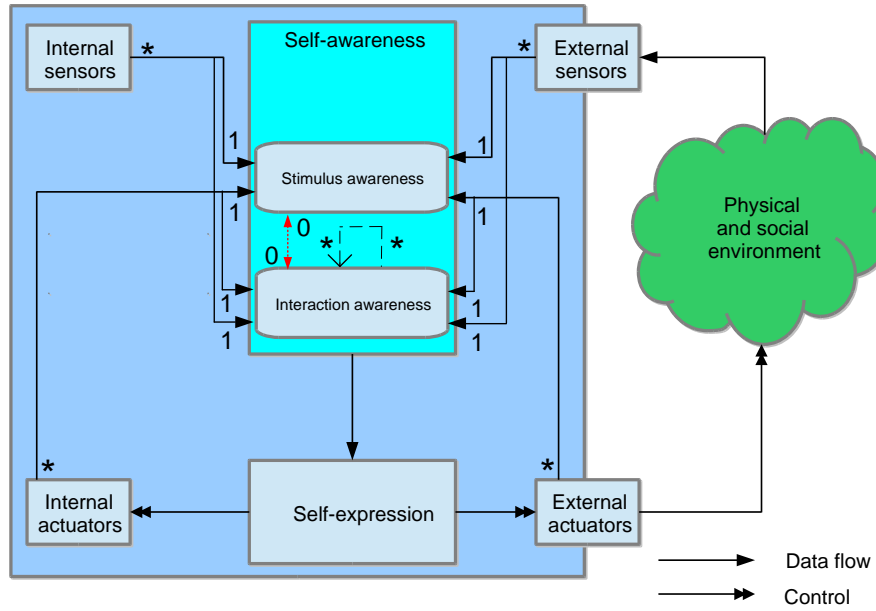 Internal
sensors
*
Self-awareness
*
External
sensors
1
1
Stimulus awareness
1
1
0
0
*
*
Physical
and social
environment
Interaction awareness
1
1
1
1
*
*
Internal
actuators
Self-expression
External
actuators
Data flow
Control